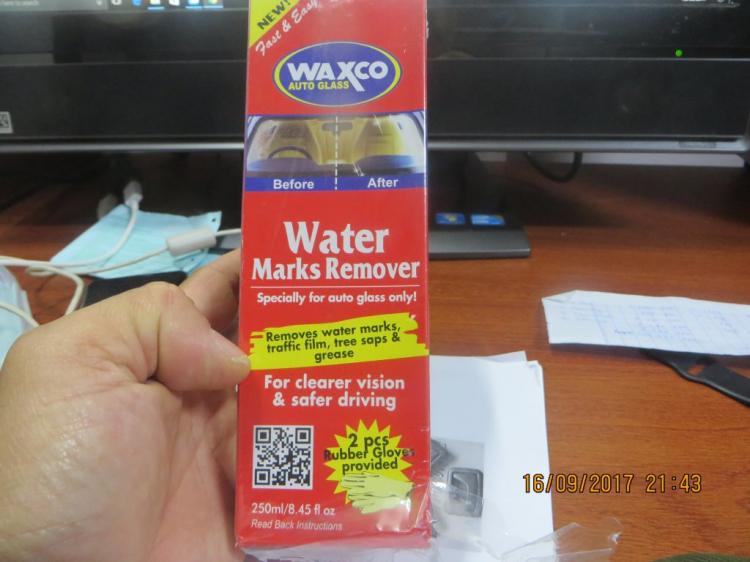 NEW!
Fast & Easy
WAXCO
AUTO GLASS
Before
After
Water
Marks Remover
Specially for auto glass only!
Removes water marks,
traffic film, tree saps &
grease
For clearer vision
& safer driving
2 pcs
Rubber Gloves
provided
250ml/8.45 fl oz
Read Back Instructions
16/09/2017 21:43